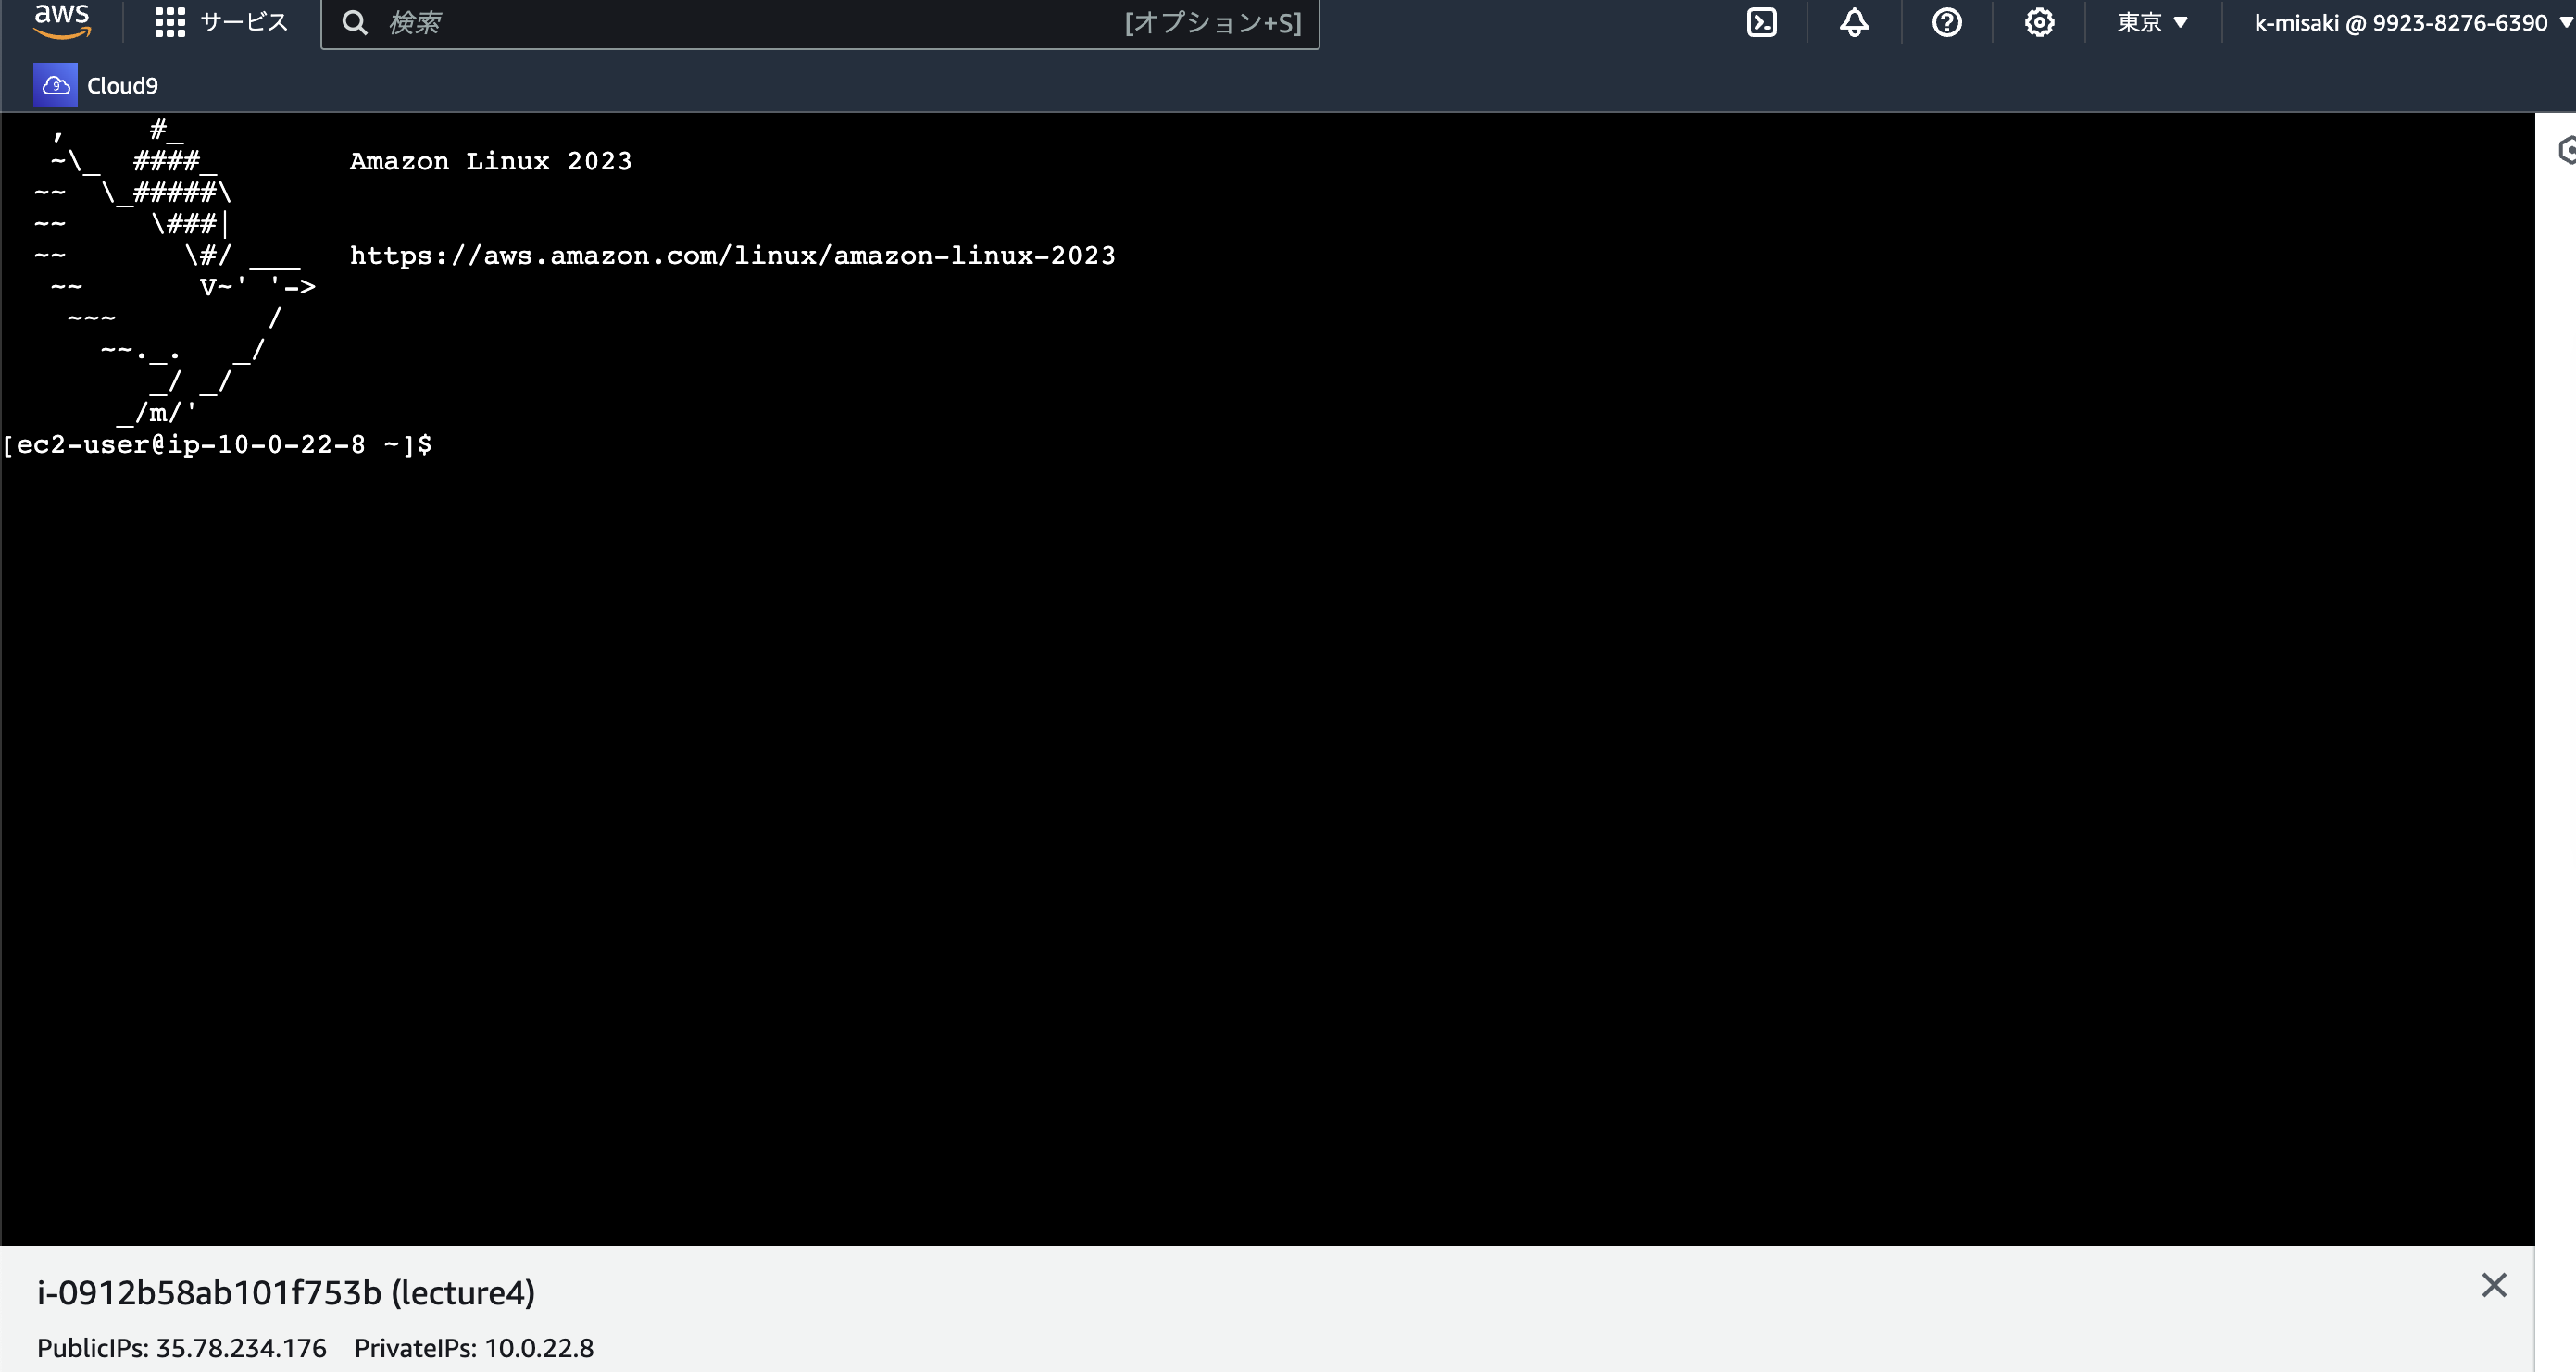 aws サービス 検索 [オプション+S] 東京 ▼ k-misaki @ 9923-8276-6390 ▼
Cloud9
   ,     #_
   ~\_  ####_        Amazon Linux 2023
  ~~  \_#####\
  ~~     \###|
  ~~       \#/ ___   https://aws.amazon.com/linux/amazon-linux-2023
   ~~       V~' '->
    ~~~         /
      ~~._.   _/
         _/ _/
       _/m/'
[ec2-user@ip-10-0-22-8 ~]$
i-0912b58ab101f753b (lecture4)
PublicIPs: 35.78.234.176 PrivateIPs: 10.0.22.8